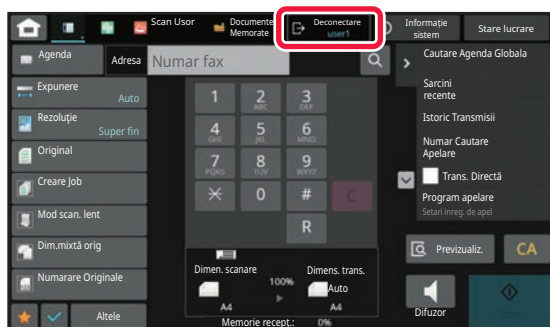 Scan Usor
Documente
Memorate
Deconectare
user1
Informație
sistem
Stare lucrare
Agenda
Adresa
Numar fax
Cautare Agenda Globala
Expunere
Auto
Rezoluție
Super fin
Original
Creare Job
Mod scan. lent
Dim.mixtă orig
Numarare Originale
Altele
1
2
ABC
3
DEF
4
GHI
5
JKL
6
MNO
7
PQRS
8
TUV
9
WXYZ
0
#
C
R
Dimen. scanare
100%
Dimens. trans.
Auto
A4
A4
Memorie recept.: 0%
Sarcini
recente
Istoric Transmisii
Numar Cautare
Apelare
Trans. Directă
Program apelare
Setari inreg. de apel
Previzualiz.
CA
Difuzor
Start